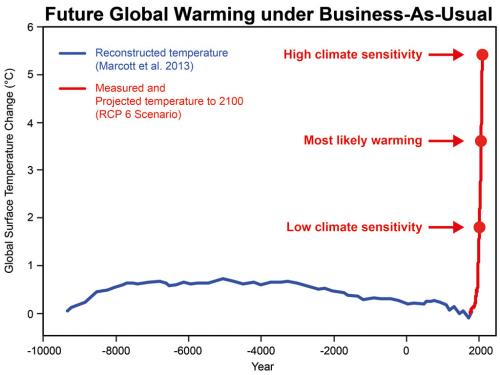 Future Global Warming under Business-As-Usual
6
5
4
3
2
1
0
Global Surface Temperature Change (°C)
Reconstructed temperature
(Marcott et al. 2013)
Measured and
Projected temperature to 2100
(RCP 6 Scenario)
High climate sensitivity
Most likely warming
Low climate sensitivity
-10000 -8000 -6000 -4000 -2000 0 2000
Year